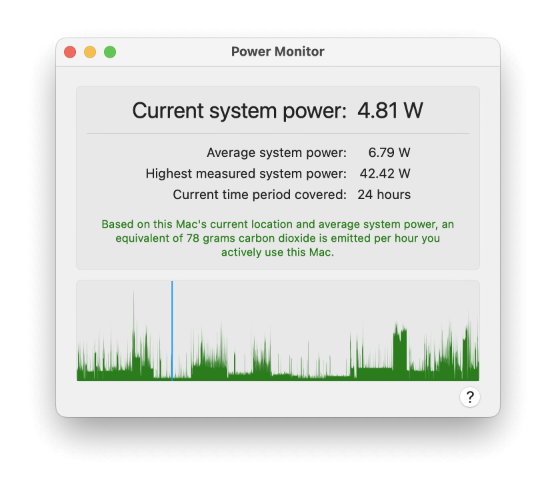 Power Monitor
Current system power: 4.81 W
Average system power: 6.79 W
Highest measured system power: 42.42 W
Current time period covered: 24 hours
Based on this Mac's current location and average system power, an
equivalent of 78 grams carbon dioxide is emitted per hour you
actively use this Mac.
?